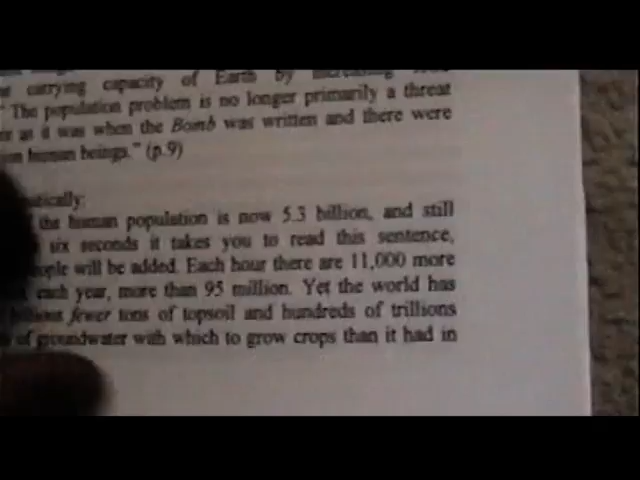 carrying capacity of Earth by increasing
" The population problem is no longer primarily a threat
as it was when the Bomb was written and there were
human beings." (p.9)
the human population is now 5.3 billion, and still
six seconds it takes you to read this sentence,
people will be added. Each hour there are 11,000 more
each year, more than 95 million. Yet the world has
billions fewer tons of topsoil and hundreds of trillions
of groundwater with which to grow crops than it had in